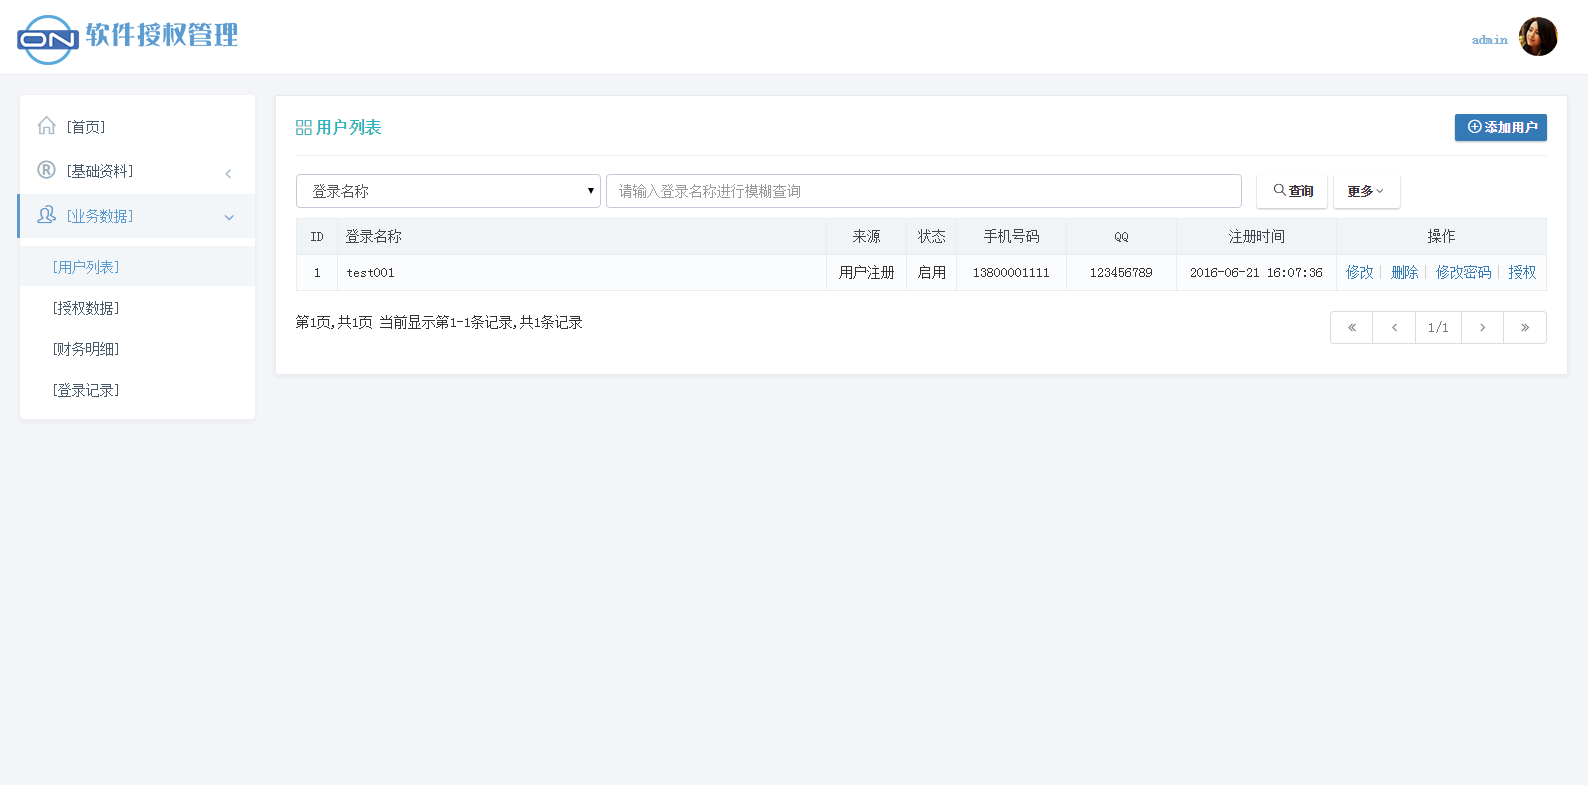 ON 软件授权管理
admin
[首页]
[基础资料]
[业务数据]
[用户列表]
[授权数据]
[财务明细]
[登录记录]
用户列表
添加用户
登录名称 请输入登录名称进行模糊查询 查询 更多
ID 登录名称 来源 状态 手机号码 QQ 注册时间 操作
1 test001 用户注册 启用 13800001111 123456789 2016-06-21 16:07:36 修改 删除 修改密码 授权
第1页,共1页 当前显示第1-1条记录,共1条记录
« ‹ 1/1 › »